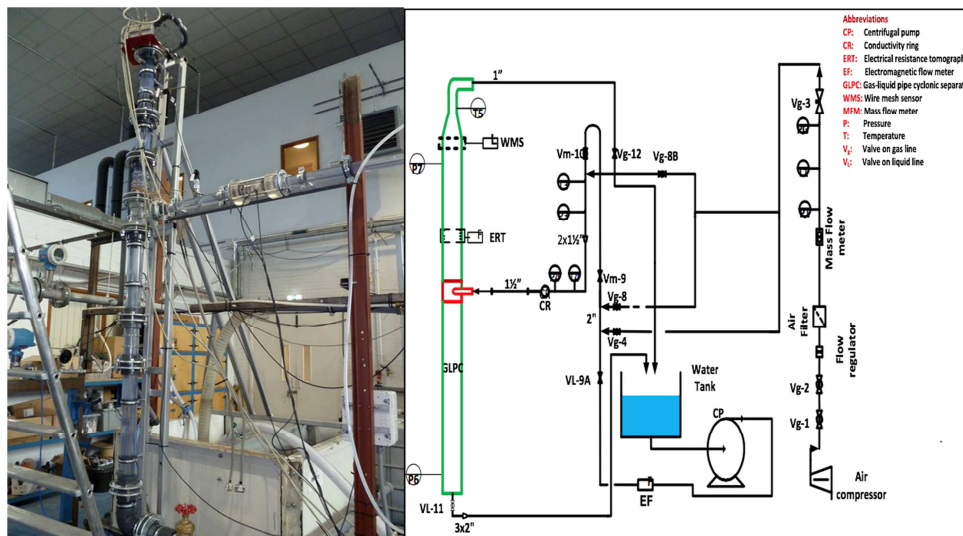 Abbreviations
CP: Centrifugal pump
CR: Conductivity ring
ERT: Electrical resistance tomograph
EF: Electromagnetic flow meter
GLPC: Gas-liquid pipe cyclonic separat
WMS: Wire mesh sensor
MFM: Mass flow meter
P: Pressure
T: Temperature
Vg: Valve on gas line
VL: Valve on liquid line
1"
T5
WMS
P7
ERT
1½"
CR
GLPC
P6
VL-11
3x2"
Vm-10
Vg-12
Vg-8B
2x1½"
Vm-9
Vg-8
2"
Vg-4
VL-9A
Water
Tank
CP
EF
Vg-3
Mass Flow
meter
Air
Filter
Flow
regulator
Vg-2
Vg-1
Air
compressor